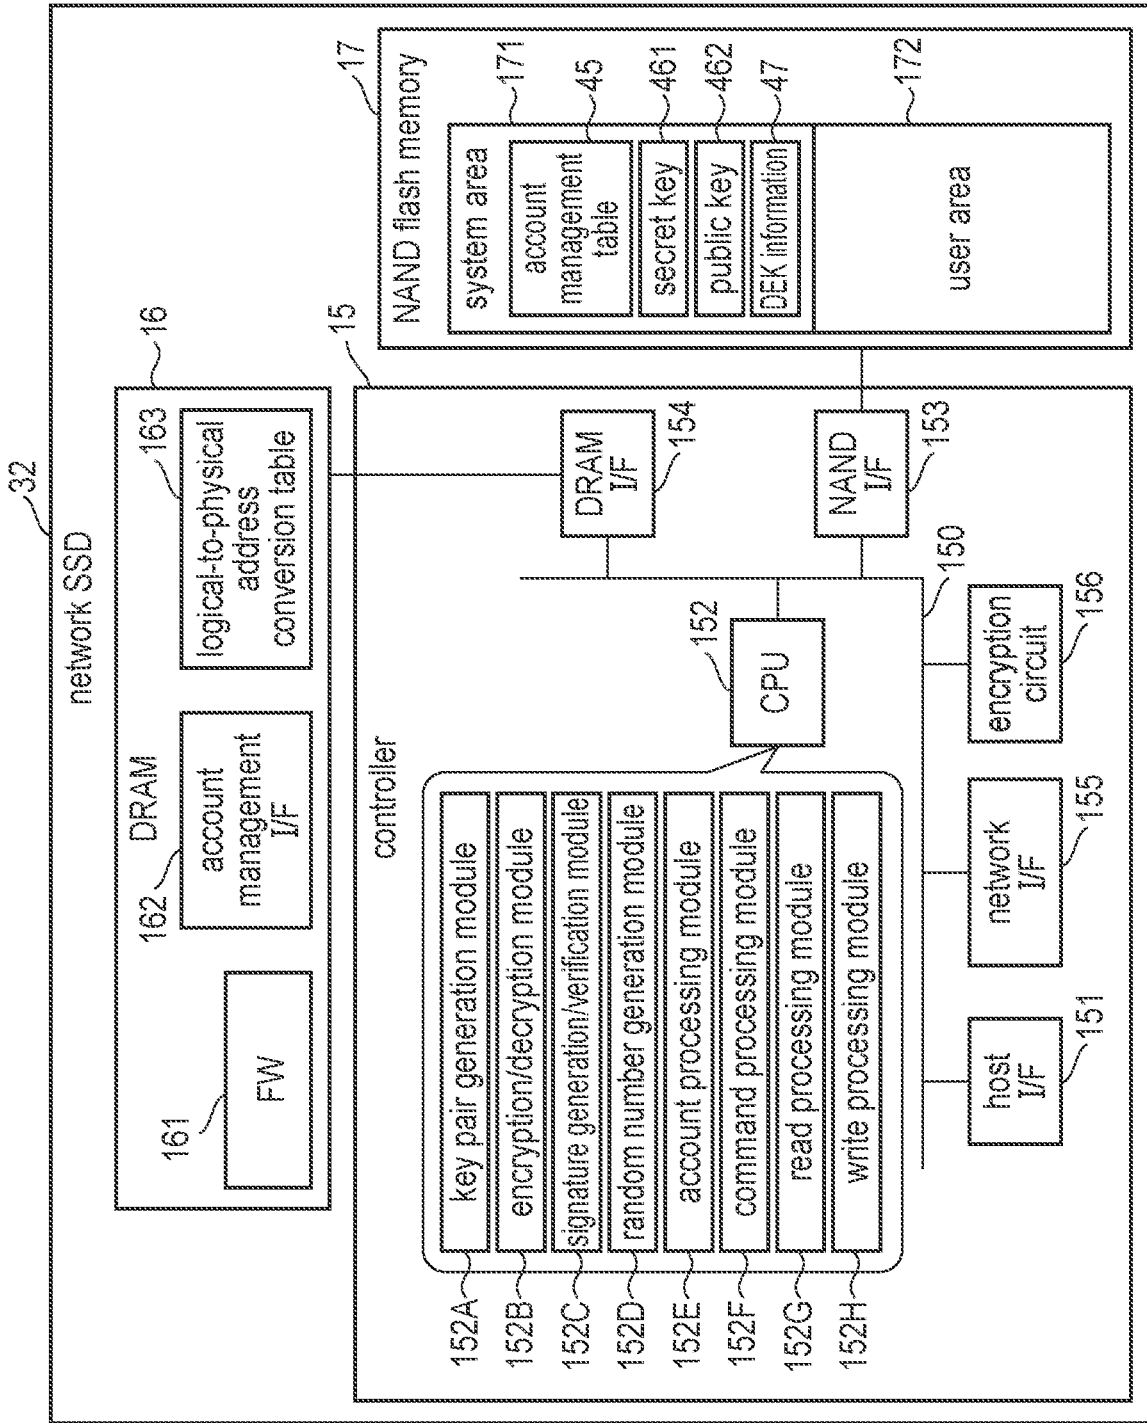 32
network SSD
16
DRAM
161
FW
162
account
management
I/F
163
logical-to-physical
address
conversion table
15
controller
152A
key pair generation module
152B
encryption/decryption module
152C
signature generation/verification module
152D
random number generation module
152E
account processing module
152F
command processing module
152G
read processing module
152H
write processing module
152
CPU
DRAM
I/F
154
NAND
I/F
153
150
host
I/F
151
network
I/F
155
encryption
circuit
156
17
NAND flash memory
171
system area
account
management
table
45
secret key
461
public key
462
DEK information
47
172
user area